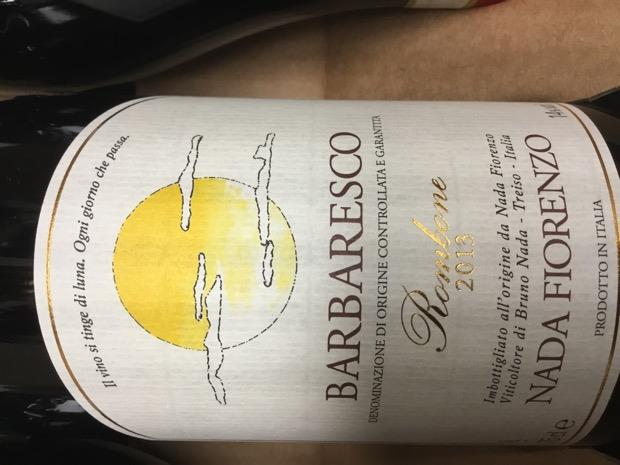 Il vino si tinge di luna. Ogni giorno che passa.
BARBARESCO
DENOMINAZIONE DI ORIGINE CONTROLLATA E GARANTITA
Rombone
2013
Imbottigliato all'origine da Nada Fiorenzo
Viticoltore di Bruno Nada - Treiso - Italia
NADA FIORENZO
PRODOTTO IN ITALIA